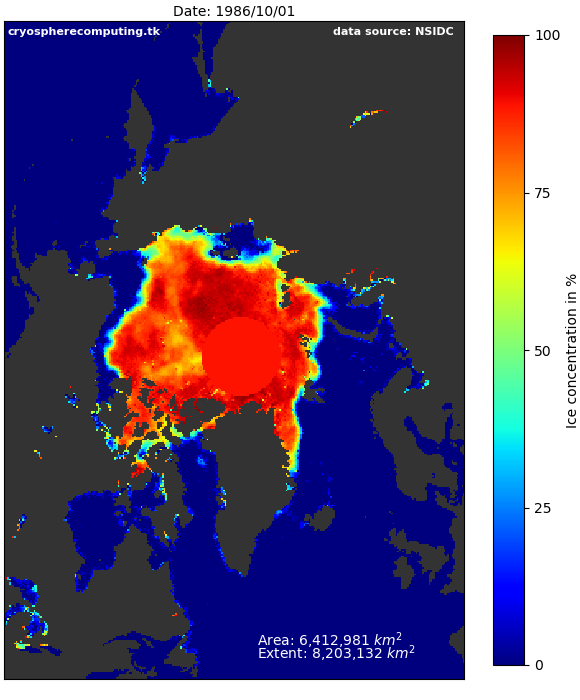 Date: 1986/10/01
cryospherecomputing.tk data source: NSIDC
100
75
50
25
0
Ice concentration in %
Area: 6,412,981 km²
Extent: 8,203,132 km²